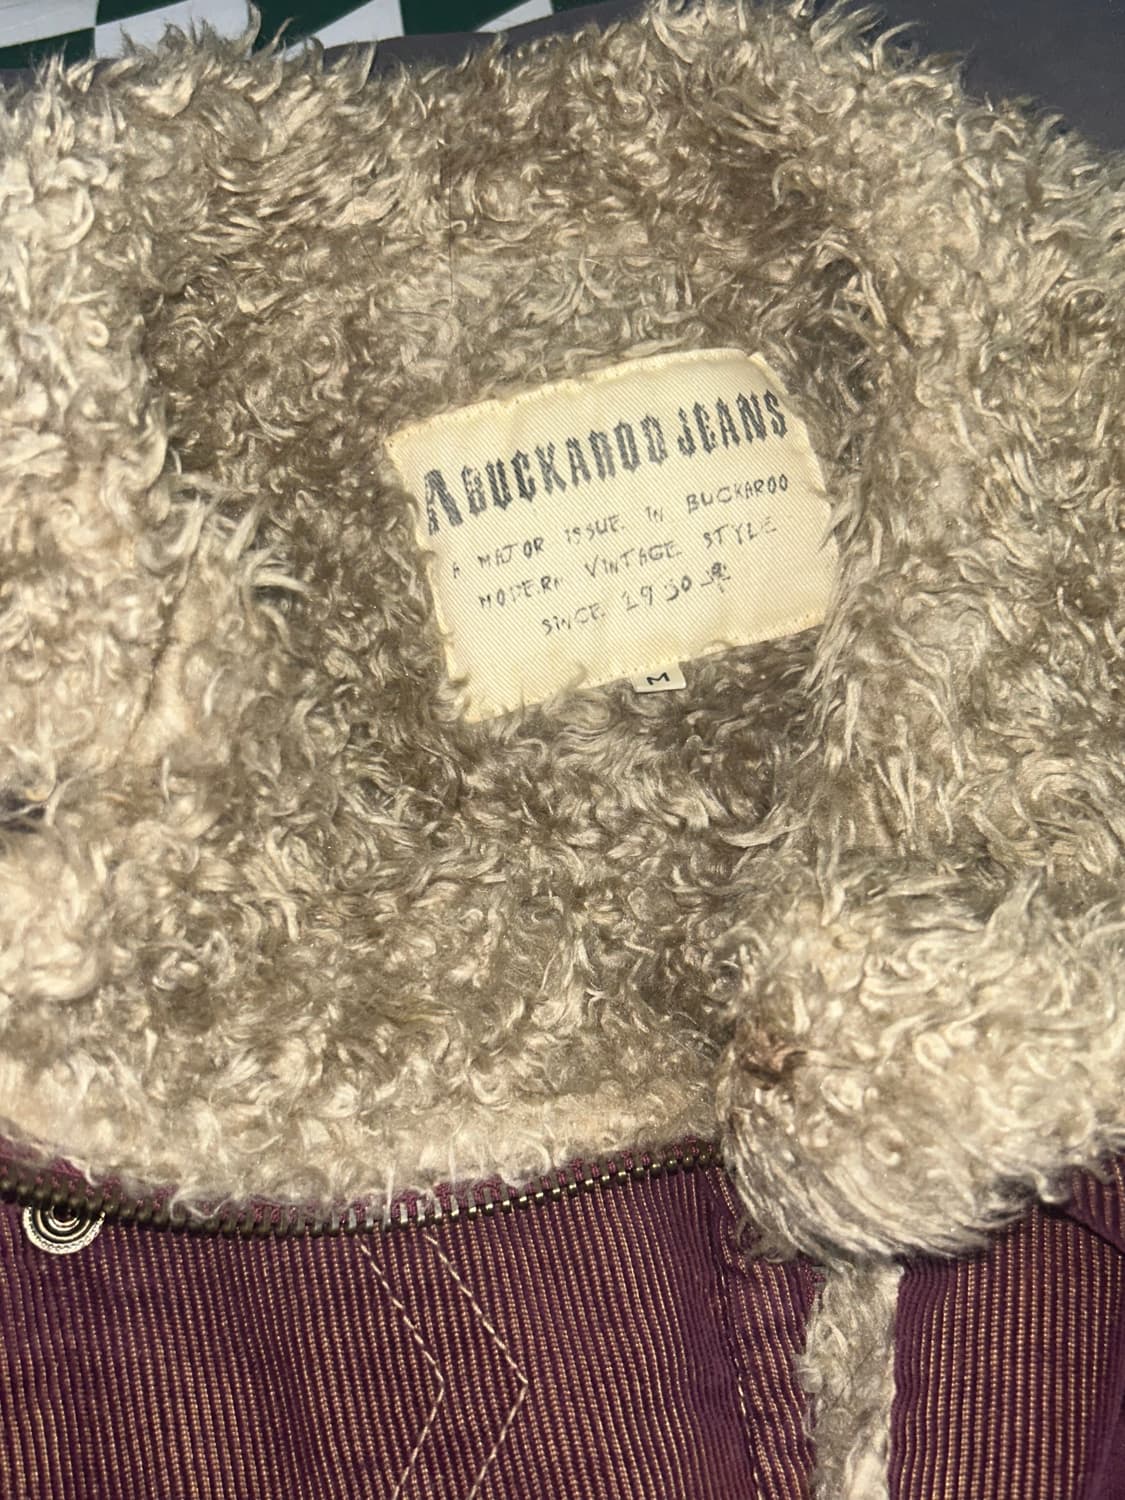 BUCKAROO JEANS
A MAJOR ISSUE IN BUCKAROO
MODERN VINTAGE STYLE
SINCE 1930
M